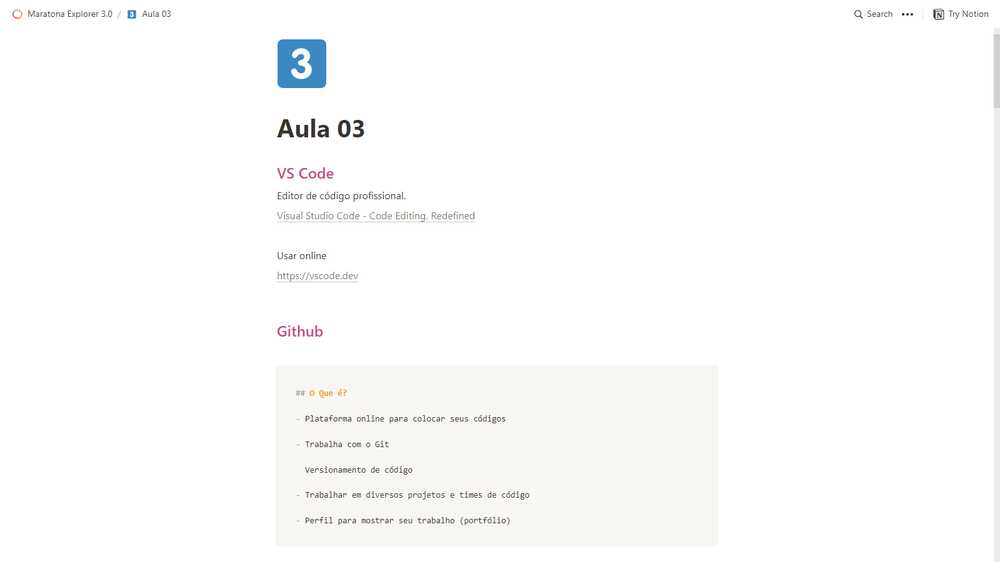 Maratona Explorer 3.0 / 3 Aula 03
Search ••• Try Notion
3
Aula 03
VS Code
Editor de código profissional.
Visual Studio Code - Code Editing. Redefined
Usar online
https://vscode.dev
Github
## O Que é?
- Plataforma online para colocar seus códigos
- Trabalha com o Git
Versionamento de código
- Trabalhar em diversos projetos e times de código
- Perfil para mostrar seu trabalho (portfólio)